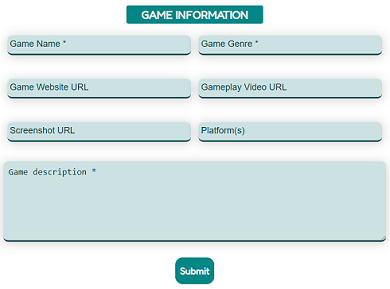 GAME INFORMATION
Game Name *
Game Genre *
Game Website URL
Gameplay Video URL
Screenshot URL
Platform(s)
Game description *
Submit